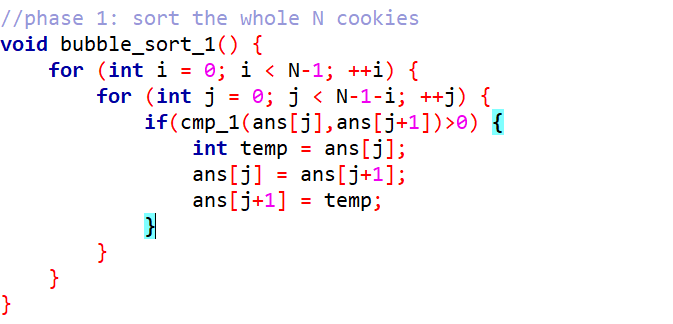 //phase 1: sort the whole N cookies
void bubble_sort_1() {
    for (int i = 0; i < N-1; ++i) {
        for (int j = 0; j < N-1-i; ++j) {
            if(cmp_1(ans[j],ans[j+1])>0) {
                int temp = ans[j];
                ans[j] = ans[j+1];
                ans[j+1] = temp;
            }
        }
    }
}